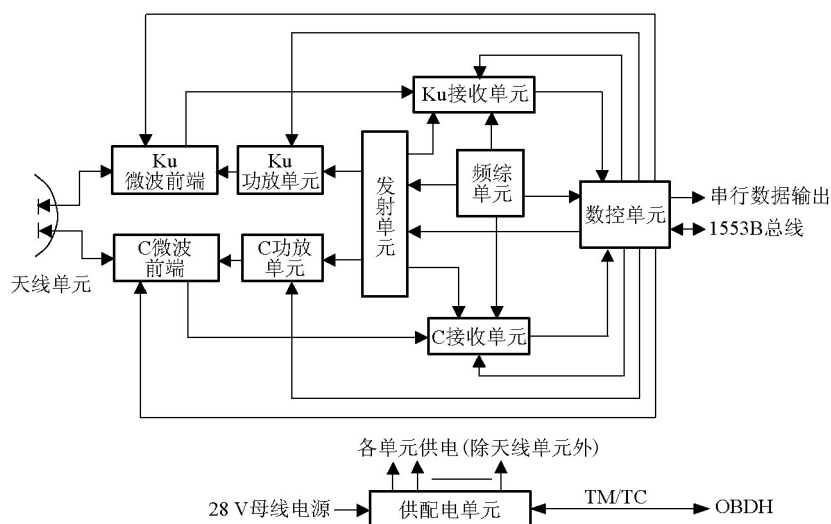 Ku接收单元
Ku
微波前端
Ku
功放单元
发射单元
频综
单元
数控单元
串行数据输出
1553B总线
C微波
前端
C功放
单元
天线单元
C接收单元
各单元供电(除天线单元外)
28 V母线电源
供配电单元
TM/TC
OBDH